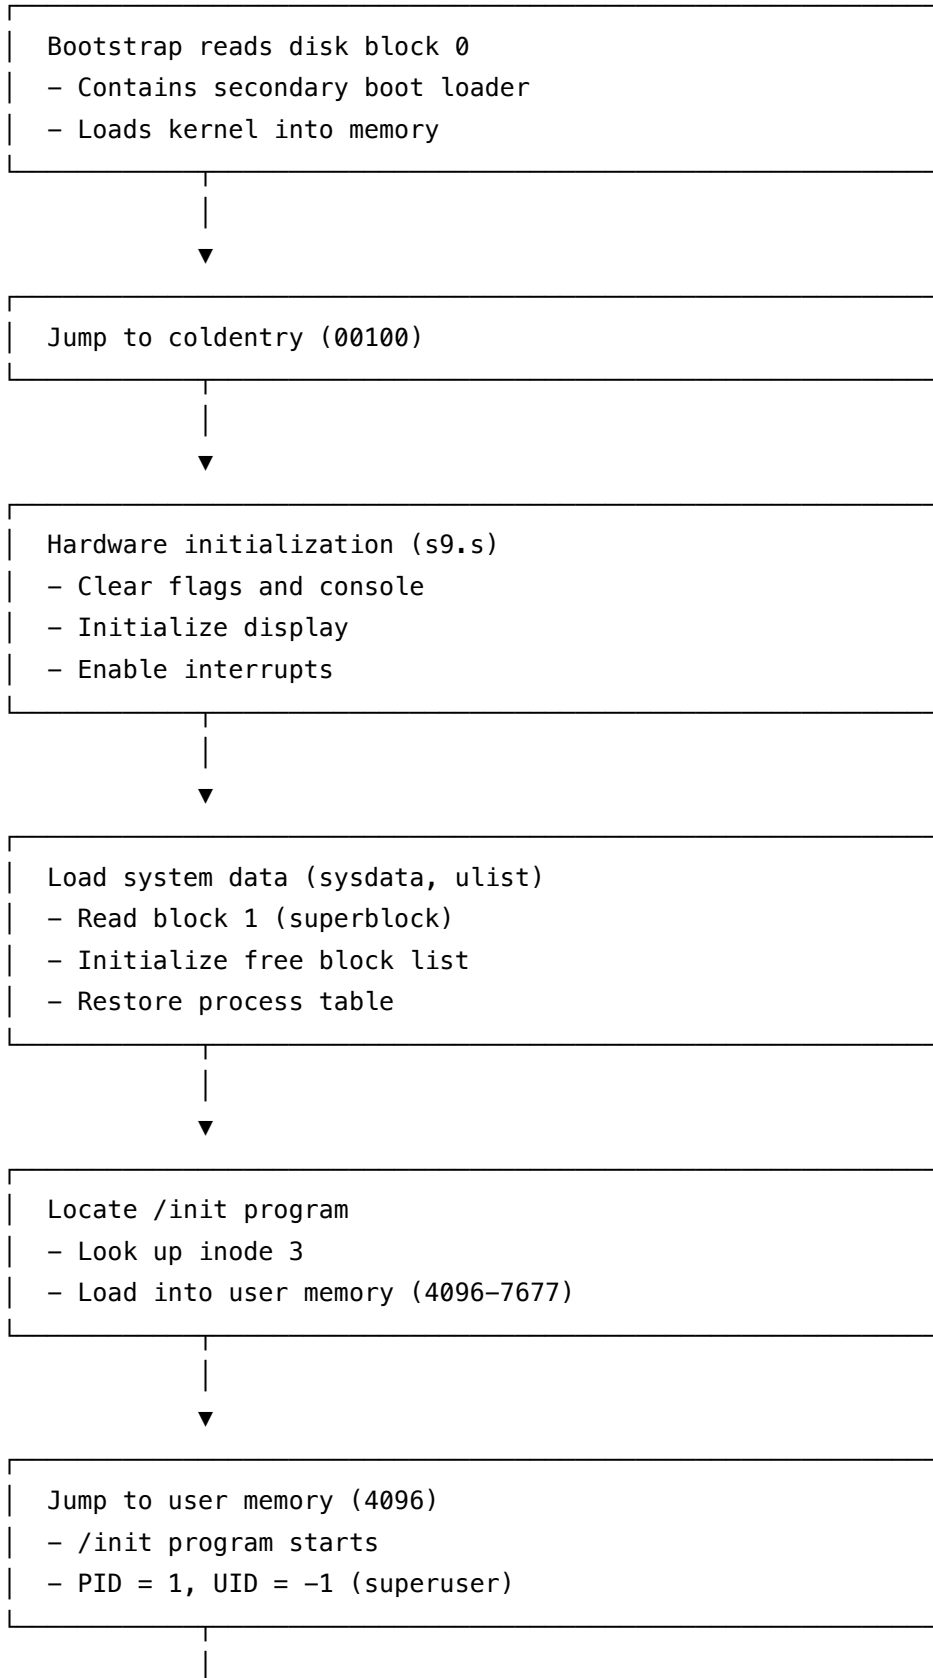 Bootstrap reads disk block 0
- Contains secondary boot loader
- Loads kernel into memory
Jump to coldentry (00100)
Hardware initialization (s9.s)
- Clear flags and console
- Initialize display
- Enable interrupts
Load system data (sysdata, ulist)
- Read block 1 (superblock)
- Initialize free block list
- Restore process table
Locate /init program
- Look up inode 3
- Load into user memory (4096-7677)
Jump to user memory (4096)
- /init program starts
- PID = 1, UID = -1 (superuser)